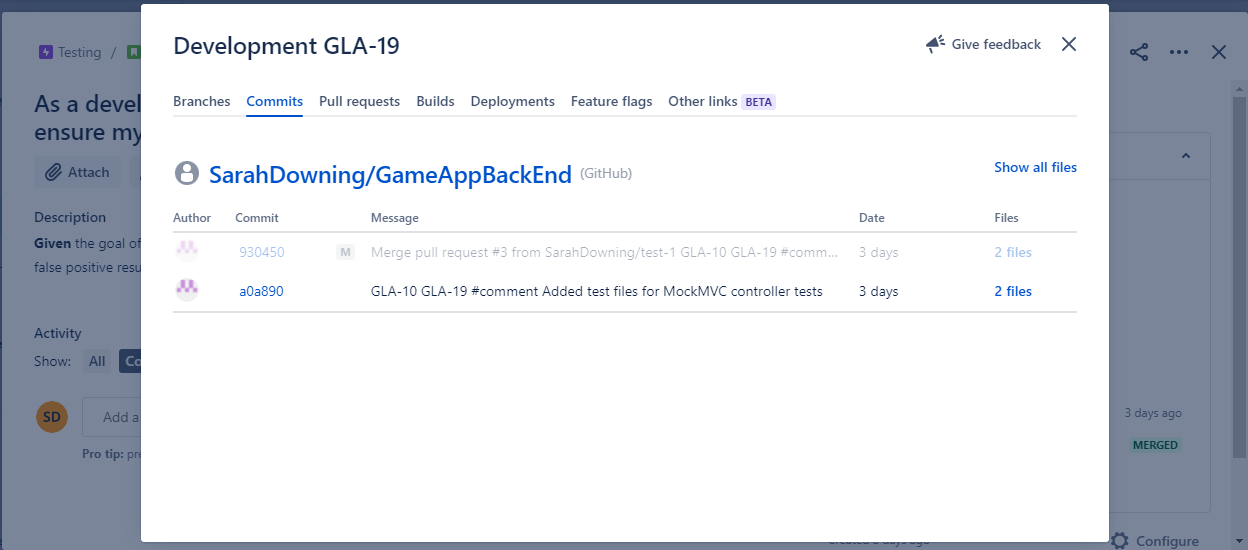 Development GLA-19
Give feedback
Branches Commits Pull requests Builds Deployments Feature flags Other links BETA
SarahDowning/GameAppBackEnd (GitHub)
Show all files
Author Commit Message Date Files
930450 M Merge pull request #3 from SarahDowning/test-1 GLA-10 GLA-19 #comm... 3 days 2 files
a0a890 GLA-10 GLA-19 #comment Added test files for MockMVC controller tests 3 days 2 files
Testing /
As a devel
ensure my
Attach
Description
Given the goal of
false positive resu
Activity
Show: All Co
SD Add a
Pro tip: pre
3 days ago
MERGED
Configure